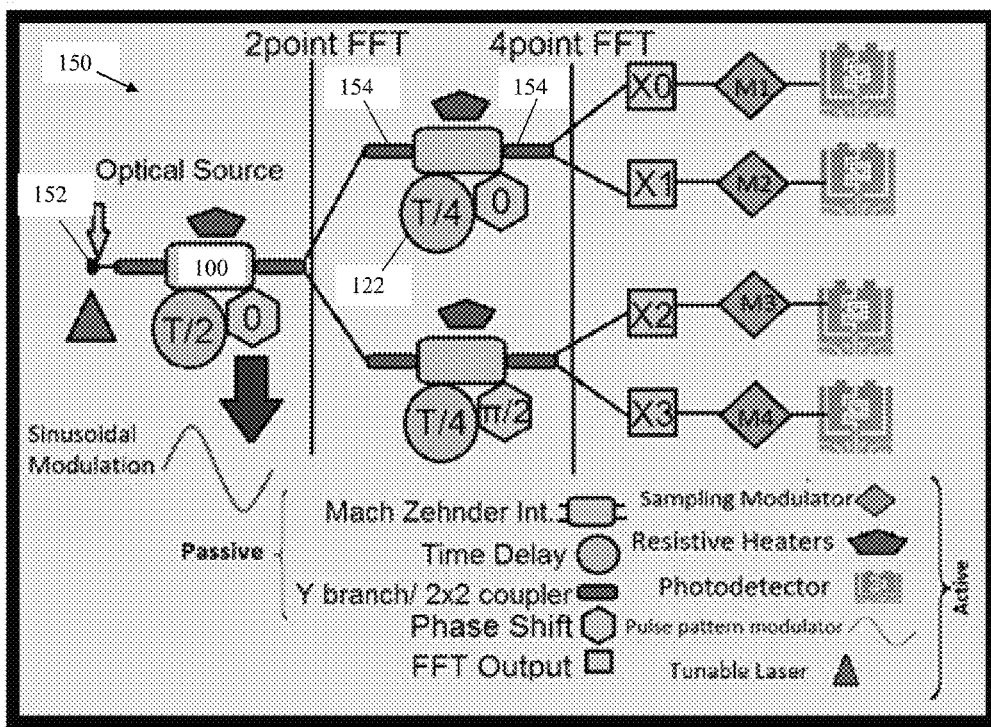 2point FFT
4point FFT
150
154
154
X0
M1
Optical Source
152
T/4
0
X1
M2
100
122
T/2
0
X2
M3
T/4
π/2
X3
M4
Sinusoidal
Modulation
Passive
Mach Zehnder Int.
Time Delay
Y branch/ 2x2 coupler
Phase Shift
FFT Output
Sampling Modulator
Resistive Heaters
Photodetector
Pulse pattern modulator
Tunable Laser
Active